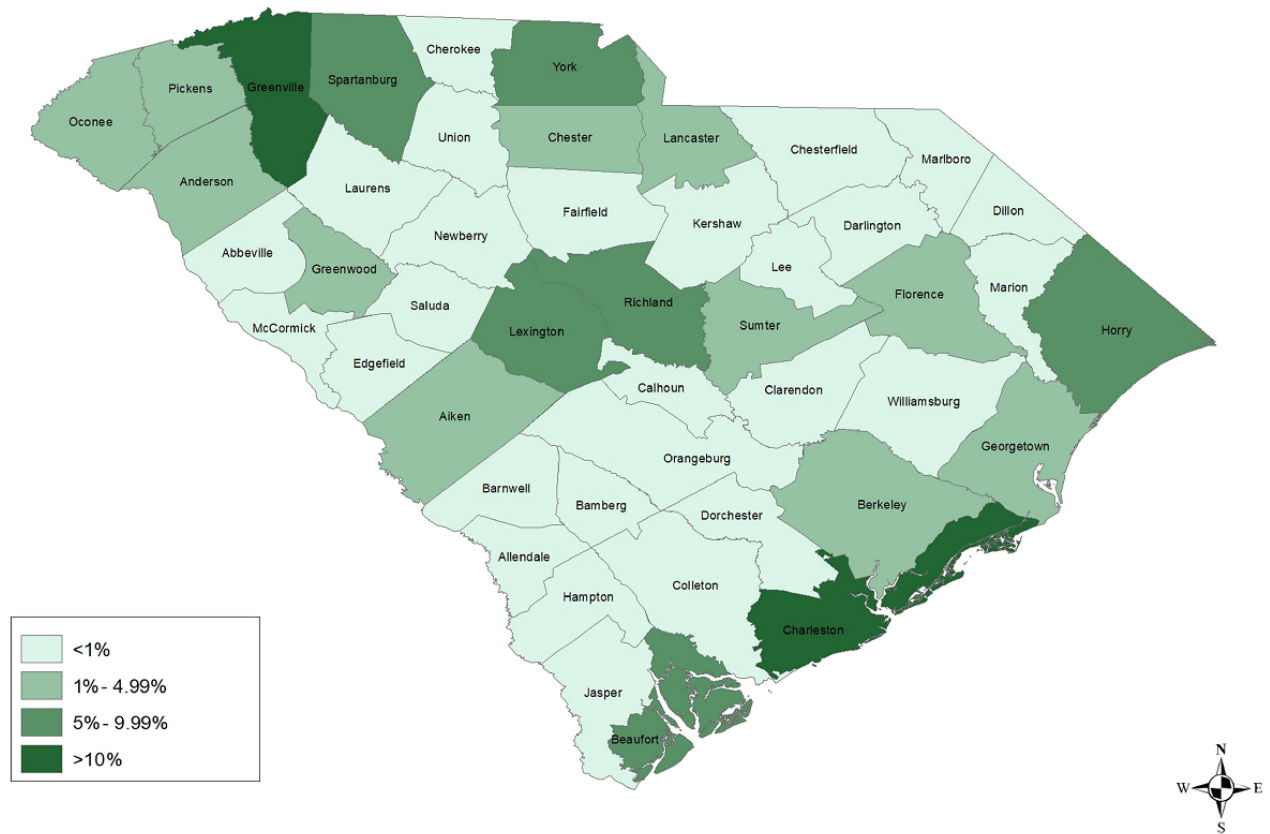 Cherokee
York
Spartanburg
Greenville
Pickens
Oconee
Union
Chester
Lancaster
Chesterfield
Marlboro
Anderson
Laurens
Fairfield
Kershaw
Darlington
Dillon
Newberry
Abbeville
Greenwood
Lee
Florence
Marion
Saluda
Richland
Sumter
Horry
McCormick
Lexington
Edgefield
Calhoun
Clarendon
Williamsburg
Aiken
Georgetown
Orangeburg
Barnwell
Bamberg
Dorchester
Berkeley
Allendale
Colleton
Hampton
Charleston
Jasper
Beaufort
<1%
1% - 4.99%
5% - 9.99%
>10%
N
W E
S